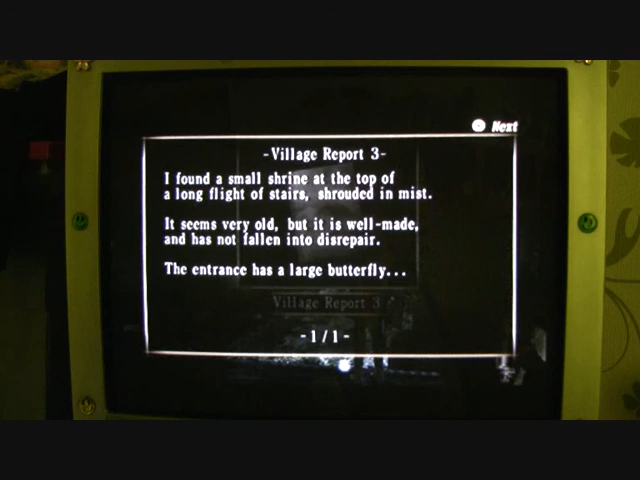 Next
-Village Report 3-
I found a small shrine at the top of
a long flight of stairs, shrouded in mist.
It seems very old, but it is well-made,
and has not fallen into disrepair.
The entrance has a large butterfly...
Village Report 3
-1/1-